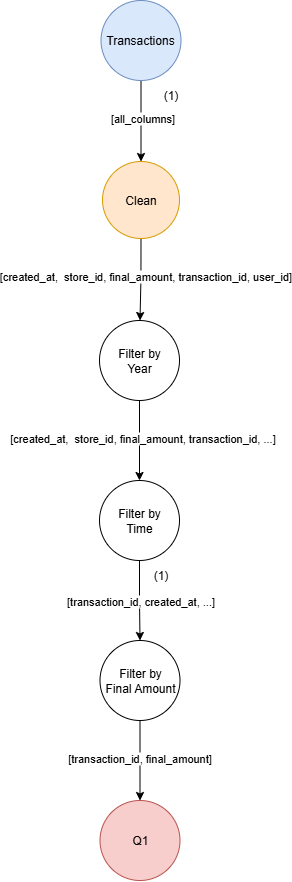 Transactions
(1)
[all_columns]
Clean
[created_at,  store_id, final_amount, transaction_id, user_id]
Filter by
Year
[created_at,  store_id, final_amount, transaction_id, ...]
Filter by
Time
(1)
[transaction_id, created_at, ...]
Filter by
Final Amount
[transaction_id, final_amount]
Q1